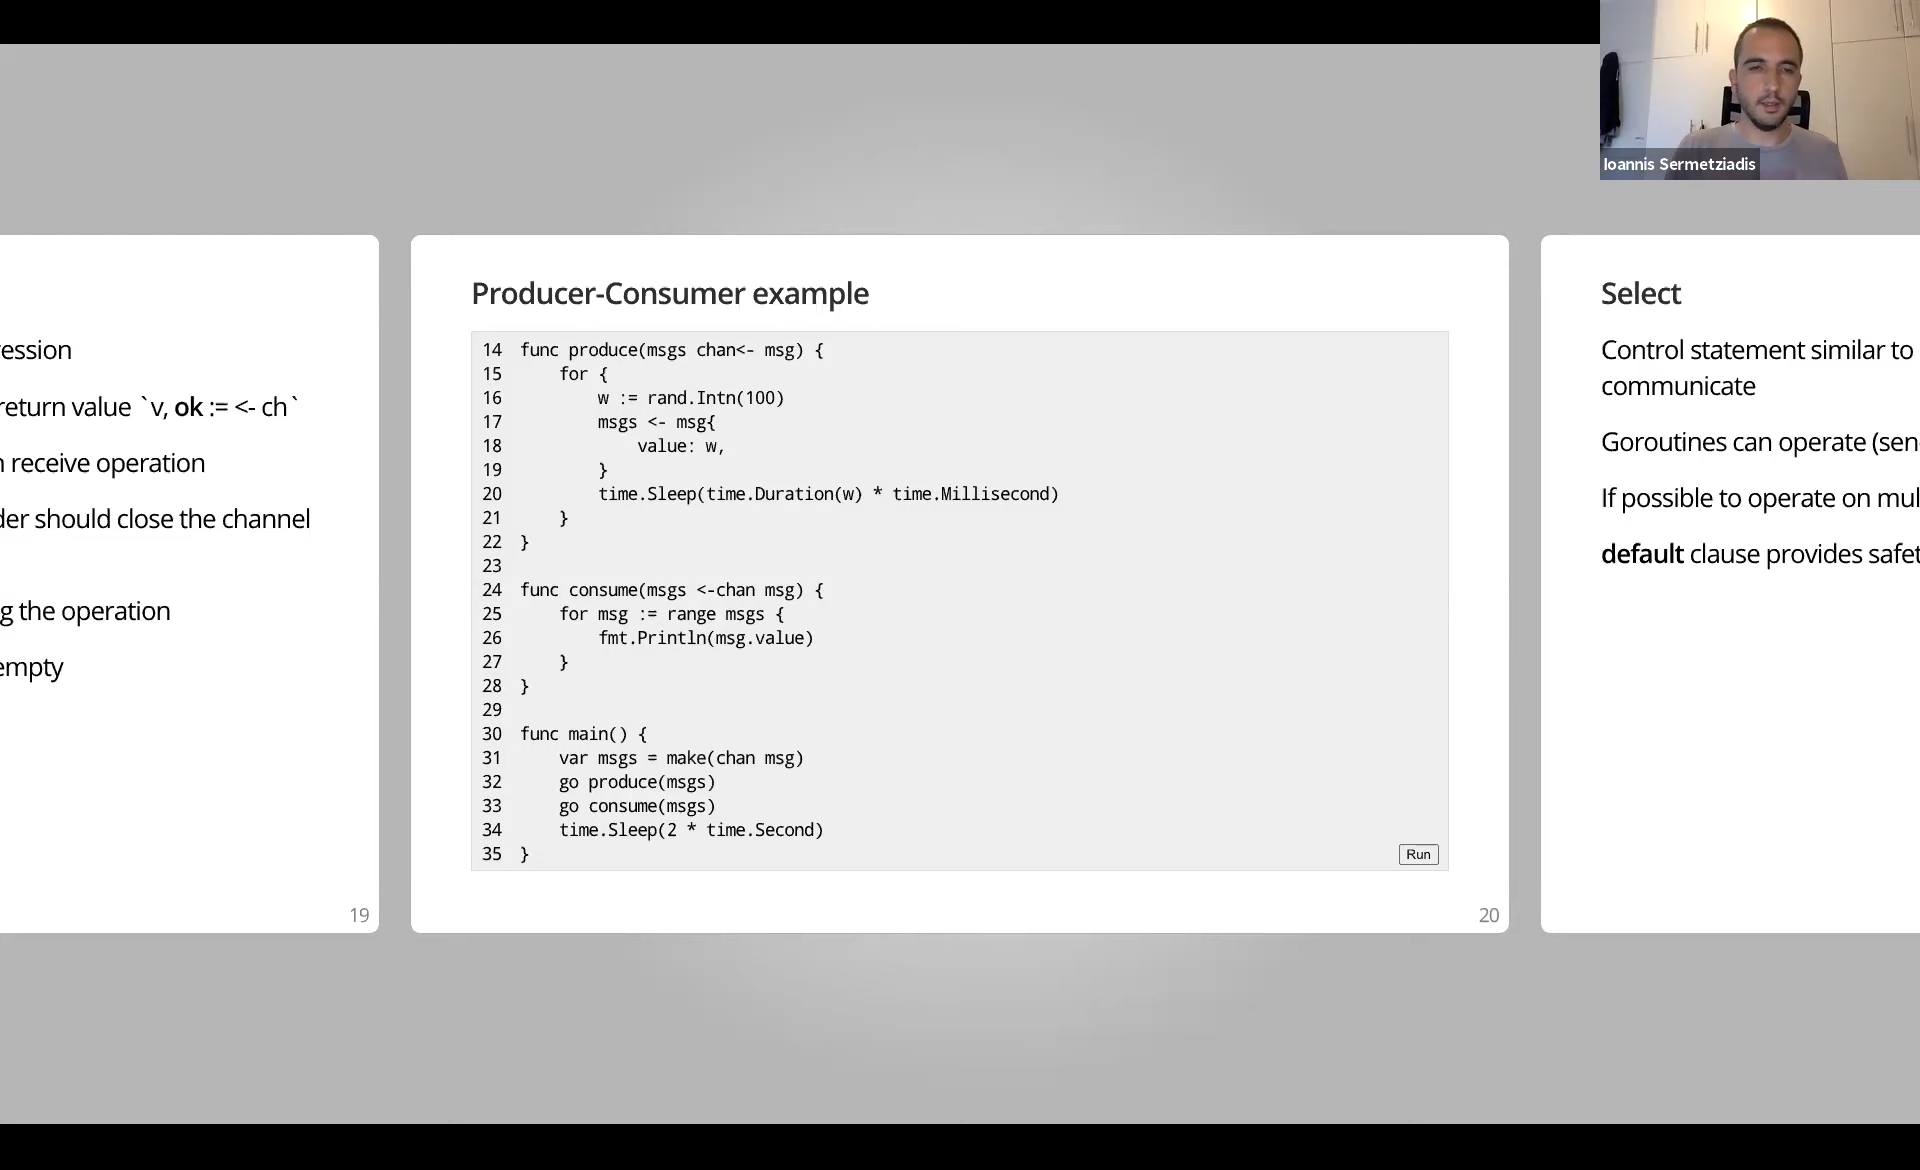 Ioannis Sermetziadis
ession
return value `v, ok := <- ch`
receive operation
der should close the channel
g the operation
empty
19
Producer-Consumer example
14 func produce(msgs chan<- msg) {
15     for {
16         w := rand.Intn(100)
17         msgs <- msg{
18             value: w,
19         }
20         time.Sleep(time.Duration(w) * time.Millisecond)
21     }
22 }
23
24 func consume(msgs <-chan msg) {
25     for msg := range msgs {
26         fmt.Println(msg.value)
27     }
28 }
29
30 func main() {
31     var msgs = make(chan msg)
32     go produce(msgs)
33     go consume(msgs)
34     time.Sleep(2 * time.Second)
35 }
Run
20
Select
Control statement similar to
communicate
Goroutines can operate (sen
If possible to operate on mul
default clause provides safet